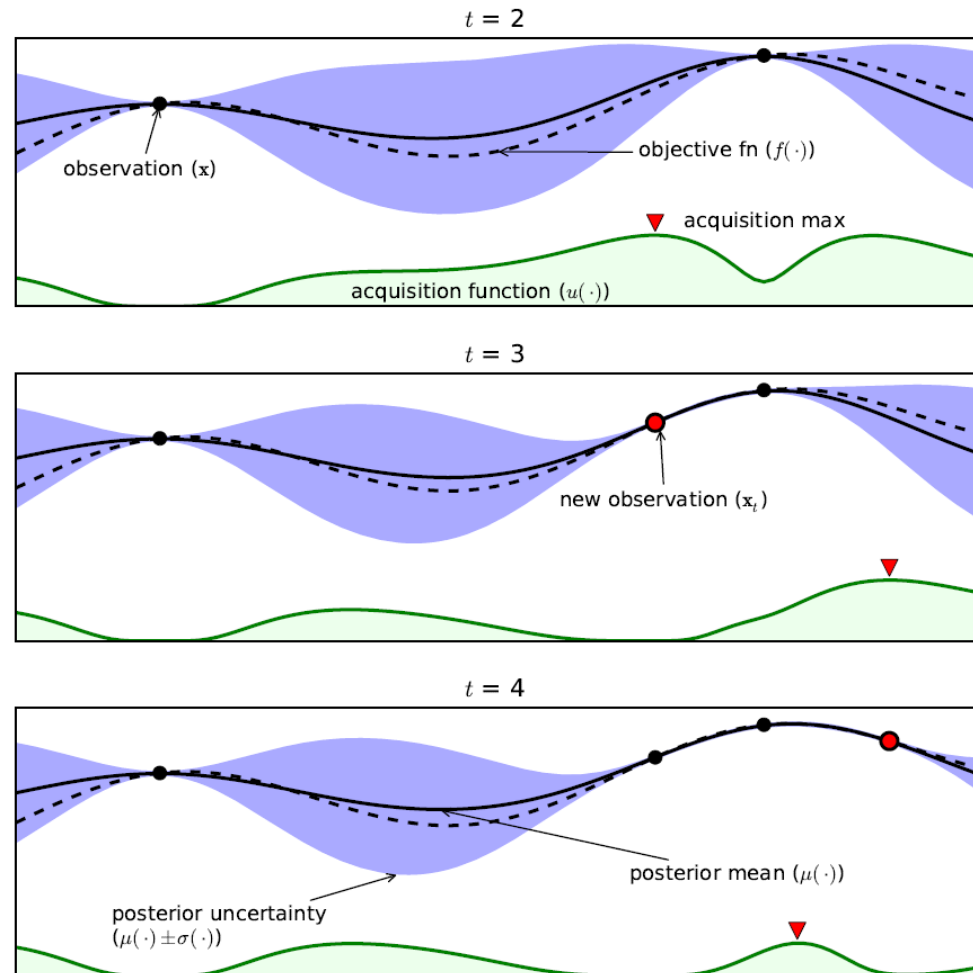 t = 2
observation (x)
objective fn (f(·))
acquisition max
acquisition function (u(·))
t = 3
new observation (xₜ)
t = 4
posterior mean (μ(·))
posterior uncertainty
(μ(·)±σ(·))